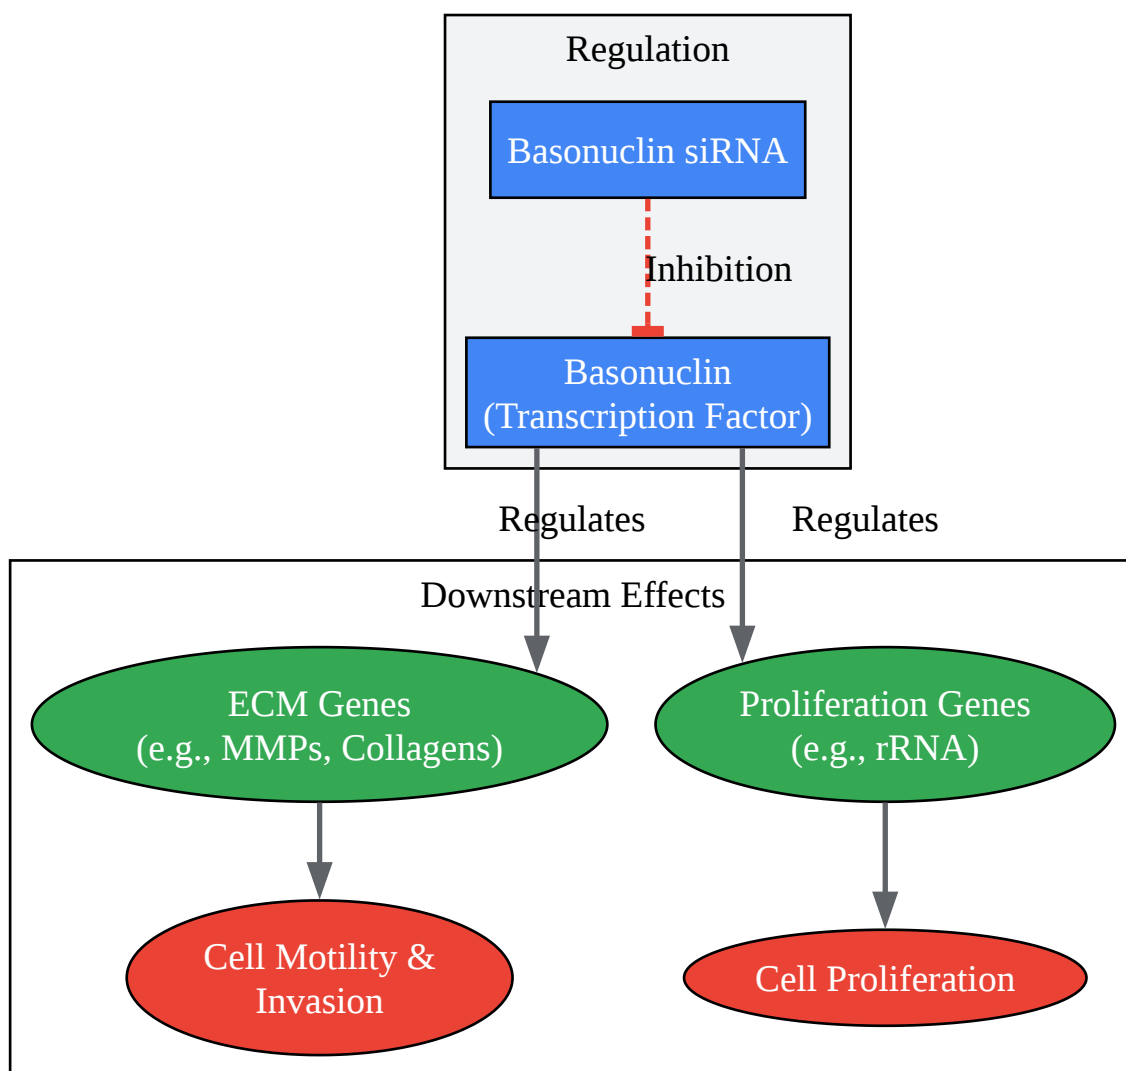 Regulation
Basonuclin siRNA
Inhibition
Basonuclin
(Transcription Factor)
Regulates
Regulates
Downstream Effects
ECM Genes
(e.g., MMPs, Collagens)
Proliferation Genes
(e.g., rRNA)
Cell Motility &
Invasion
Cell Proliferation